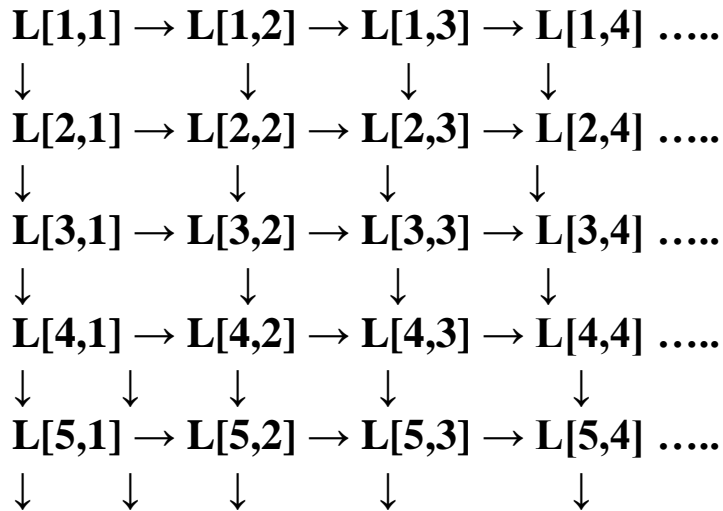 L[1,1] → L[1,2] → L[1,3] → L[1,4] …..
↓ ↓ ↓ ↓
L[2,1] → L[2,2] → L[2,3] → L[2,4] …..
↓ ↓ ↓ ↓
L[3,1] → L[3,2] → L[3,3] → L[3,4] …..
↓ ↓ ↓ ↓
L[4,1] → L[4,2] → L[4,3] → L[4,4] …..
↓ ↓ ↓ ↓ ↓
L[5,1] → L[5,2] → L[5,3] → L[5,4] …..
↓ ↓ ↓ ↓ ↓